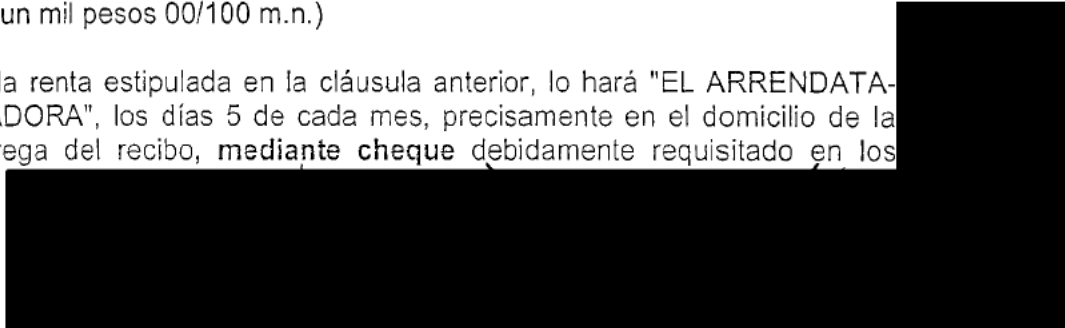 un mil pesos 00/100 m.n.)
la renta estipulada en la cláusula anterior, lo hará "EL ARRENDATA-
ADORA", los días 5 de cada mes, precisamente en el domicilio de la
rega del recibo, mediante cheque debidamente requisitado en los